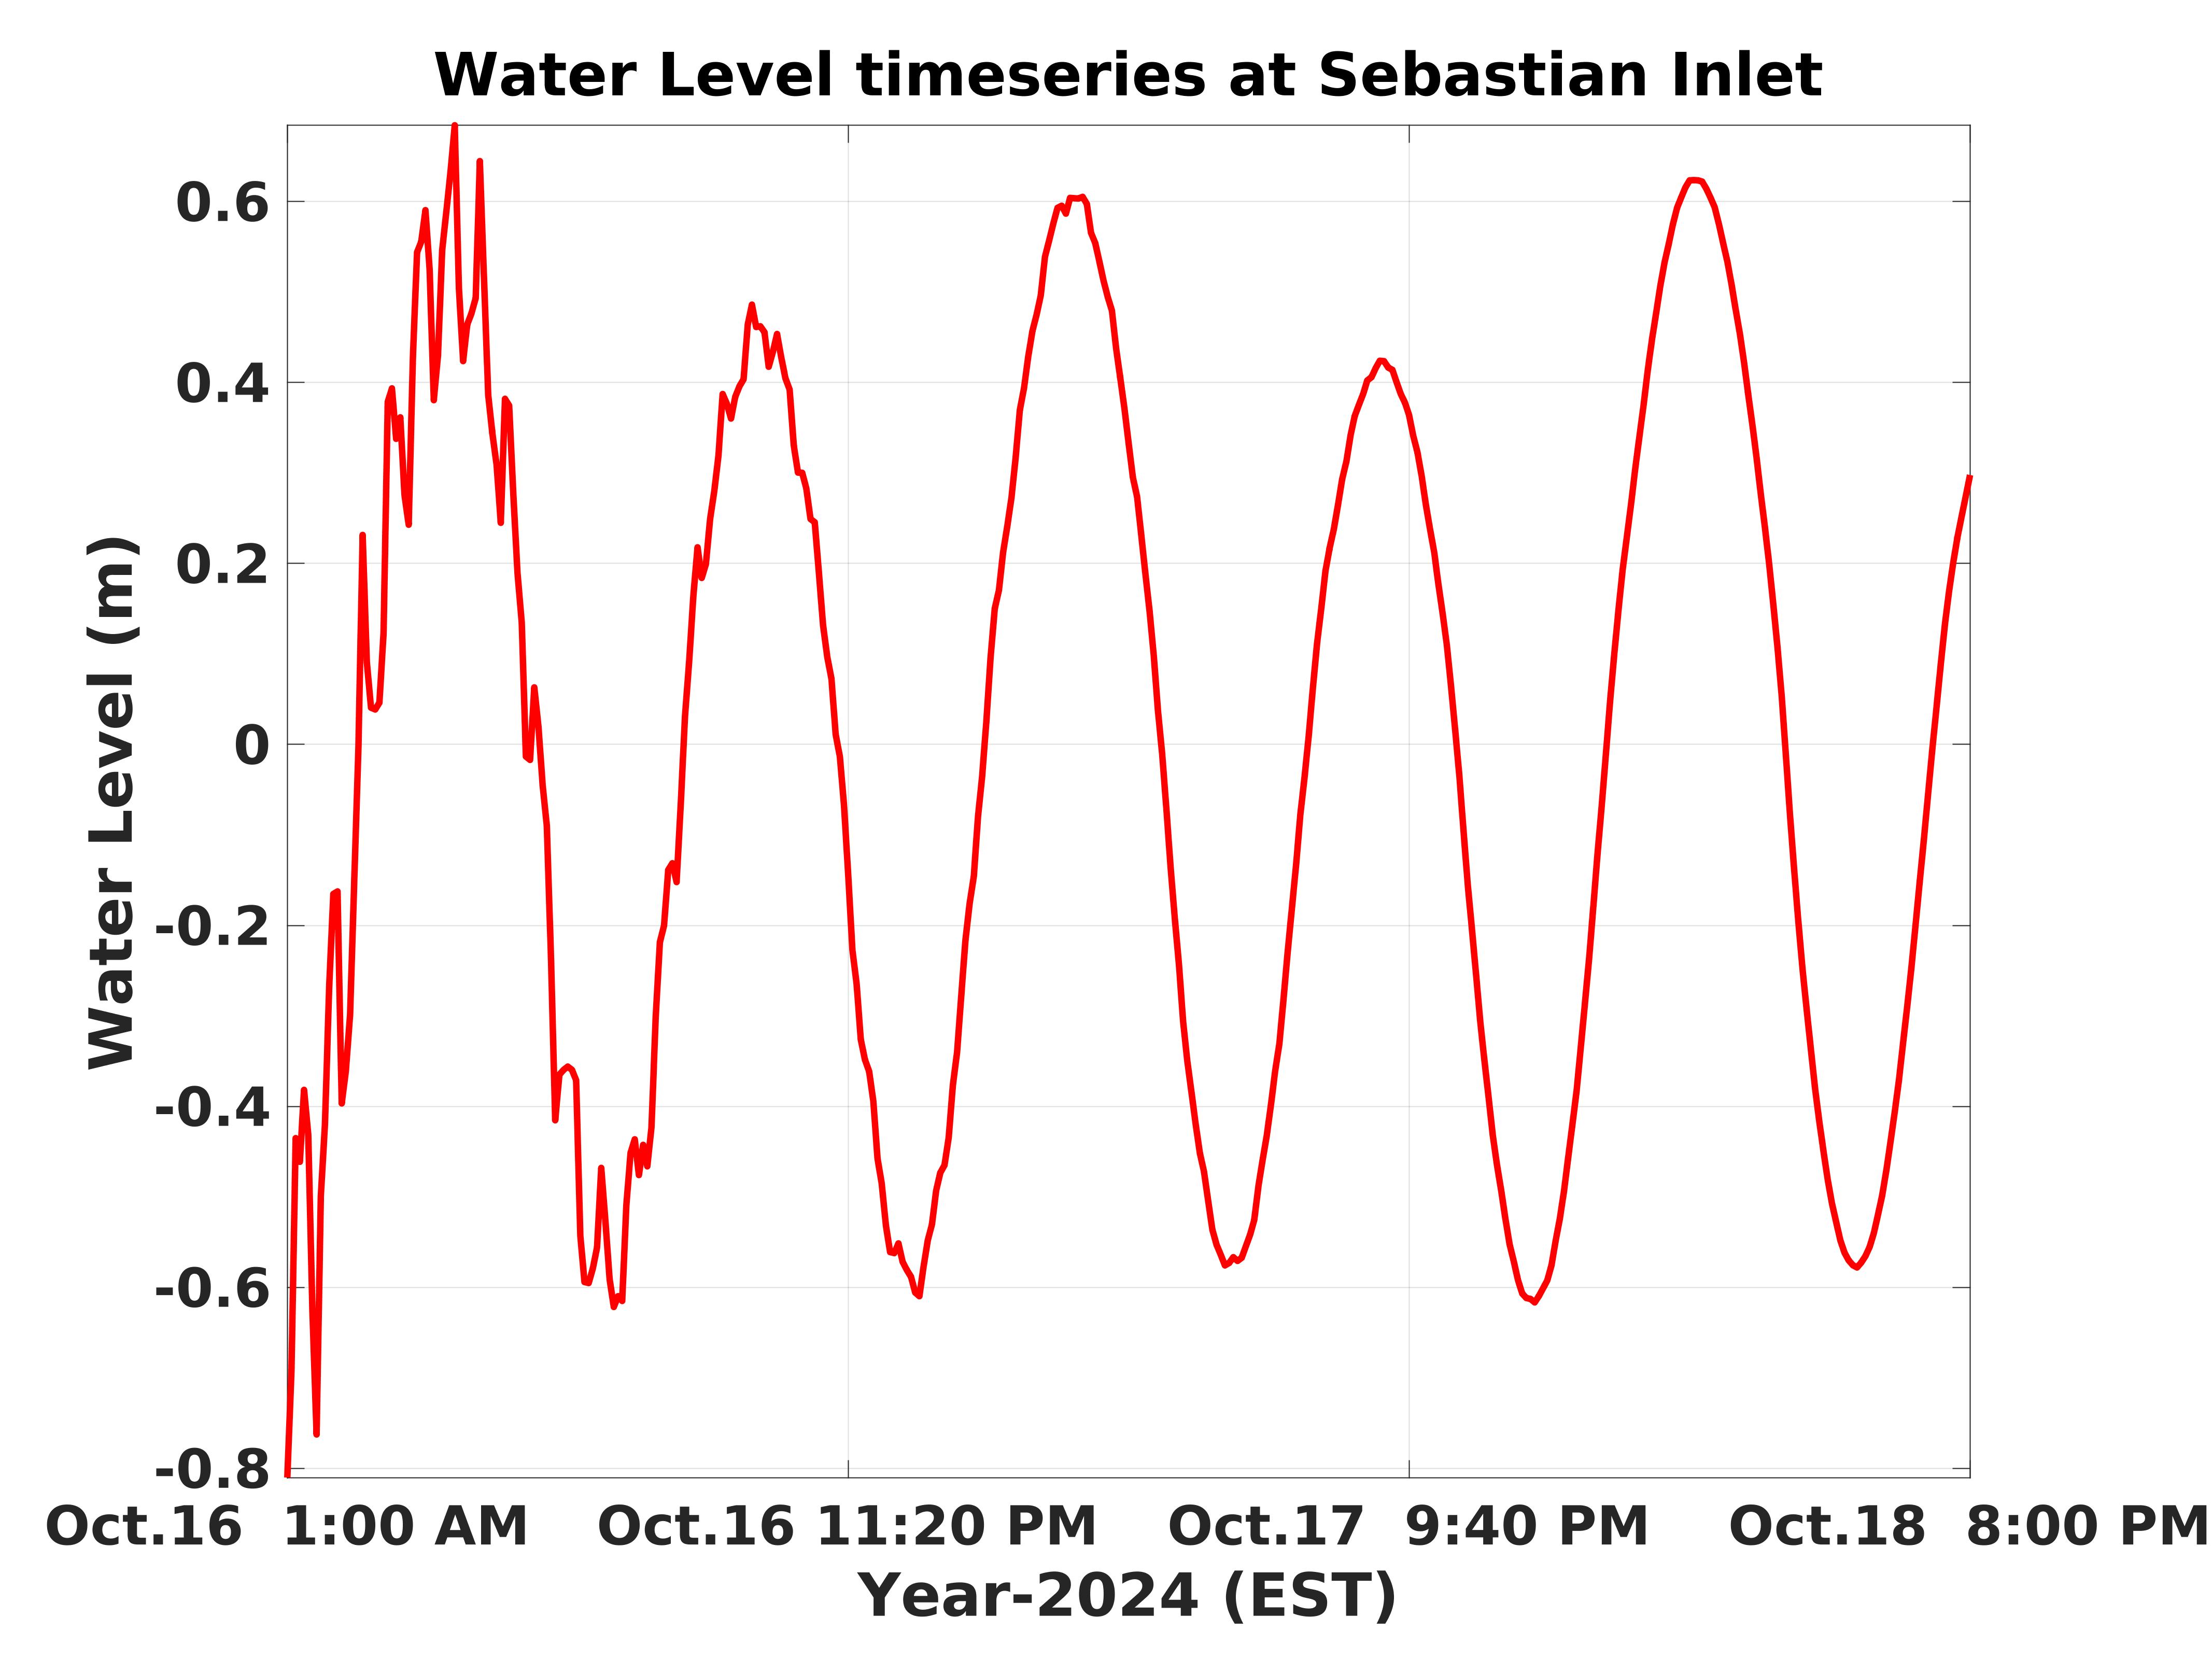 Water Level timeseries at Sebastian Inlet
Water Level (m)
0.6
0.4
0.2
0
-0.2
-0.4
-0.6
-0.8
Oct.16 1:00 AM Oct.16 11:20 PM Oct.17 9:40 PM Oct.18 8:00 PM
Year-2024 (EST)